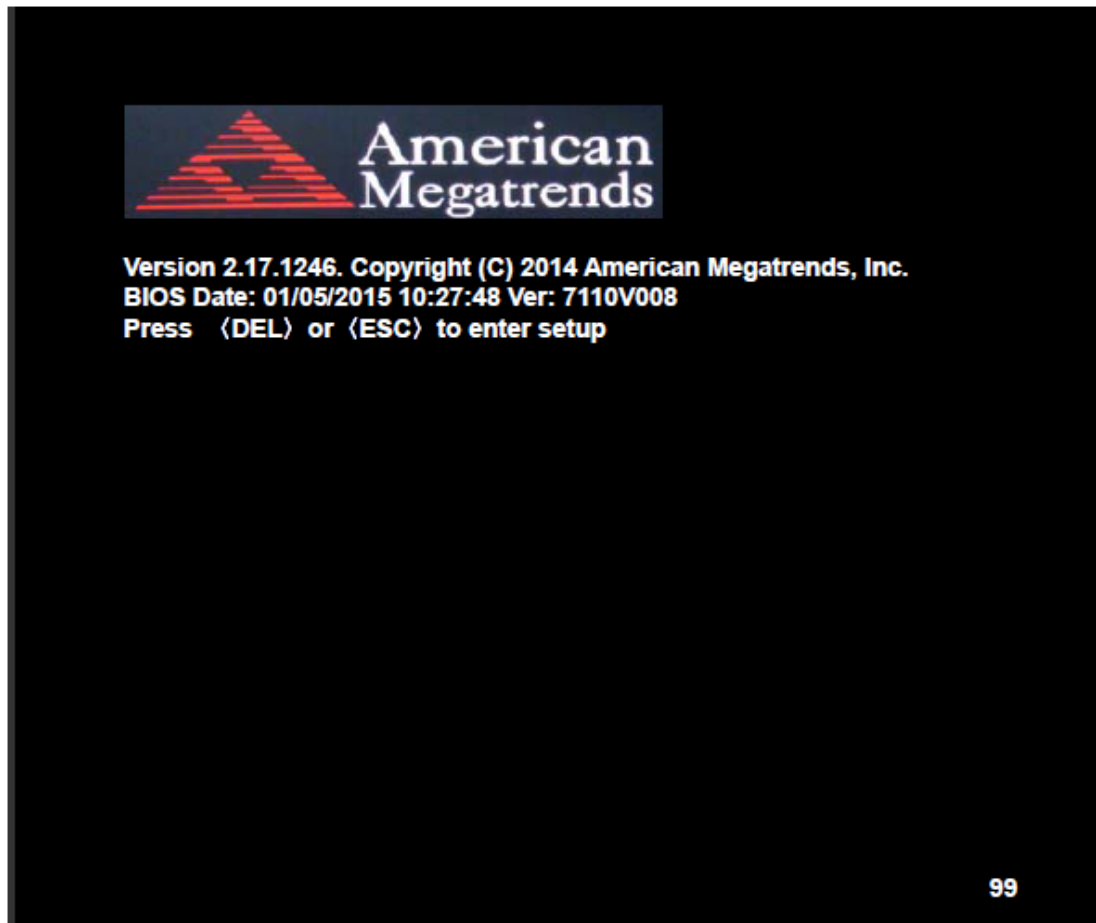 American
Megatrends
Version 2.17.1246. Copyright (C) 2014 American Megatrends, Inc.
BIOS Date: 01/05/2015 10:27:48 Ver: 7110V008
Press 〈DEL〉 or 〈ESC〉 to enter setup
99